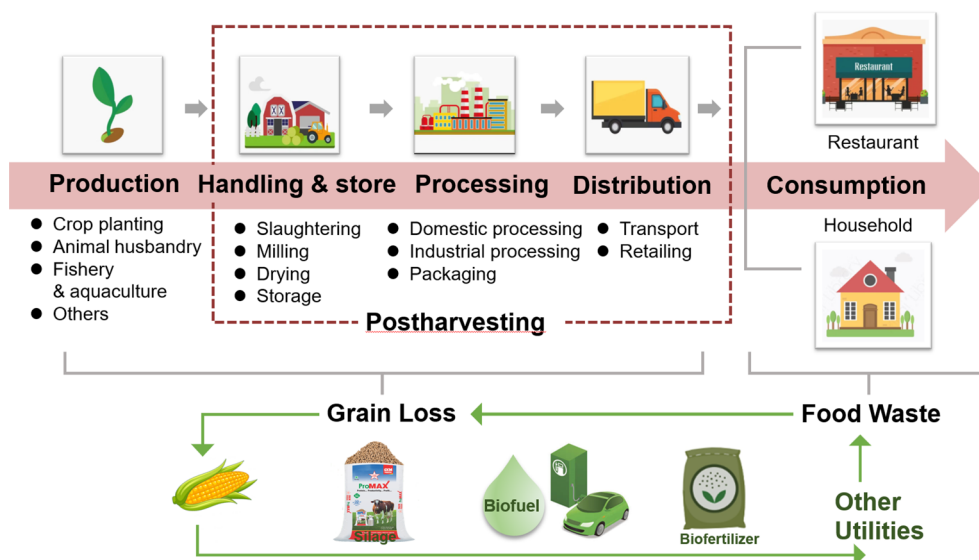 Restaurant
Restaurant
Production
Handling & store
Processing
Distribution
Consumption
● Crop planting
● Animal husbandry
● Fishery
& aquaculture
● Others
● Slaughtering
● Milling
● Drying
● Storage
● Domestic processing
● Industrial processing
● Packaging
● Transport
● Retailing
Household
Postharvesting
Grain Loss
Food Waste
ProMAX
Silage
Biofuel
Biofertilizer
Other
Utilities